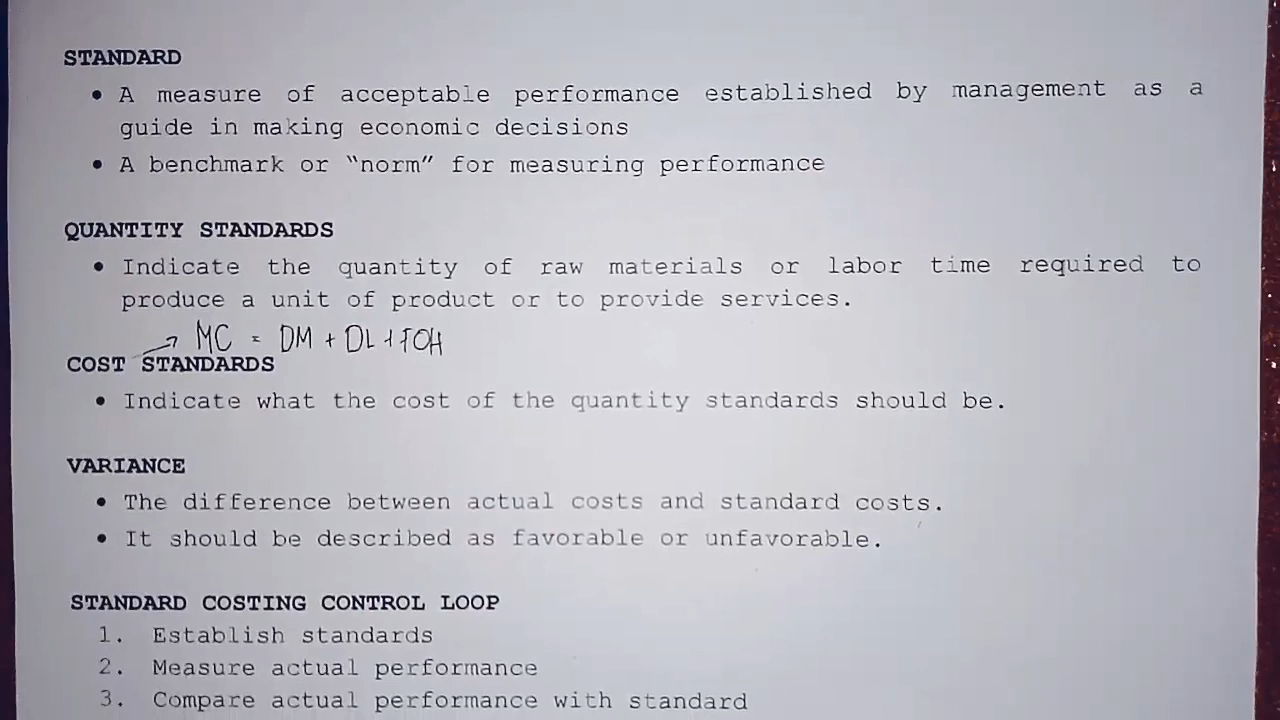 STANDARD
• A measure of acceptable performance established by management as a
guide in making economic decisions
• A benchmark or “norm” for measuring performance
QUANTITY STANDARDS
• Indicate the quantity of raw materials or labor time required to
produce a unit of product or to provide services.
→ MC = DM + DL + FOH
COST STANDARDS
• Indicate what the cost of the quantity standards should be.
VARIANCE
• The difference between actual costs and standard costs.
• It should be described as favorable or unfavorable.
STANDARD COSTING CONTROL LOOP
1. Establish standards
2. Measure actual performance
3. Compare actual performance with standard